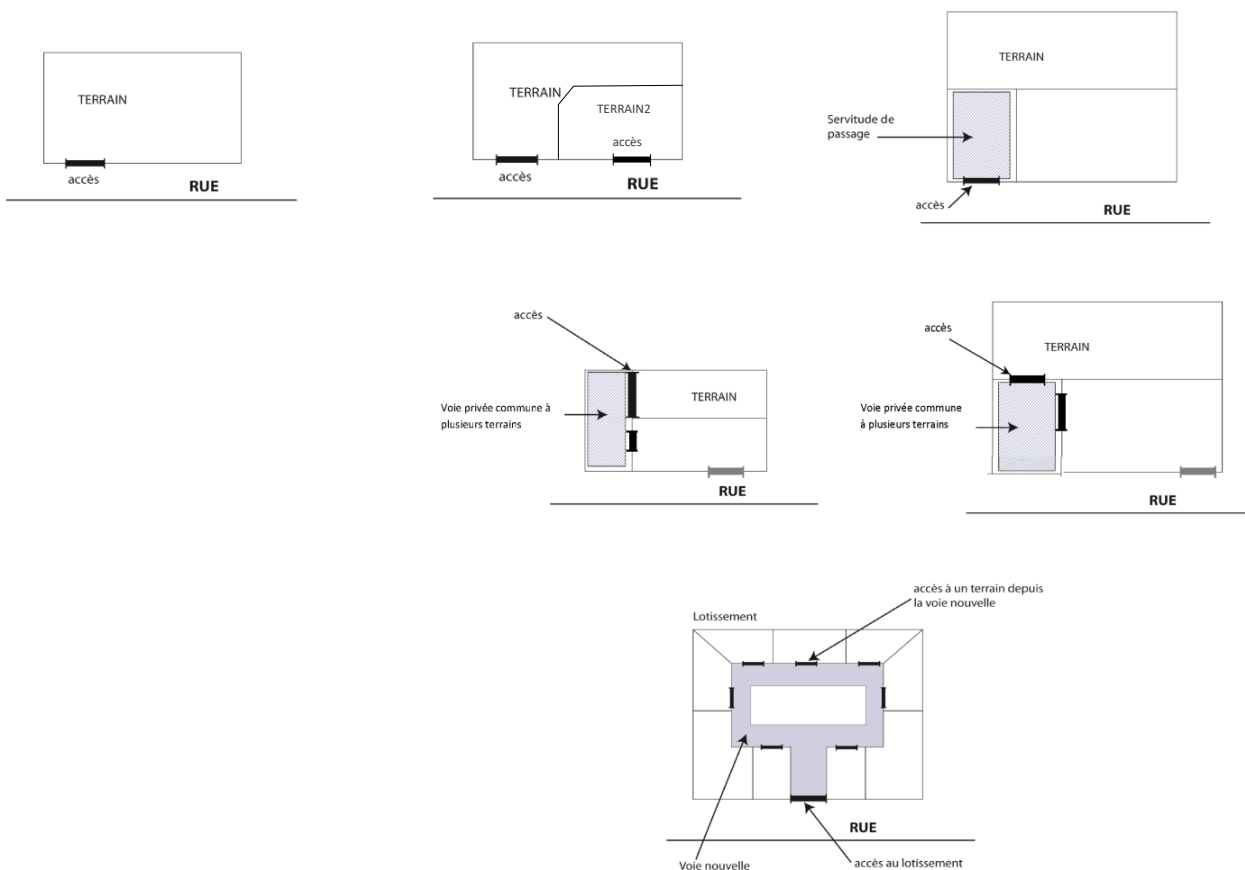 TERRAIN
accès
RUE
TERRAIN
TERRAIN2
accès
accès
RUE
TERRAIN
Servitude de
passage
accès
RUE
accès
TERRAIN
Voie privée commune à
plusieurs terrains
RUE
accès
TERRAIN
Voie privée commune
à plusieurs terrains
RUE
accès à un terrain depuis
la voie nouvelle
Lotissement
RUE
Voie nouvelle
accès au lotissement